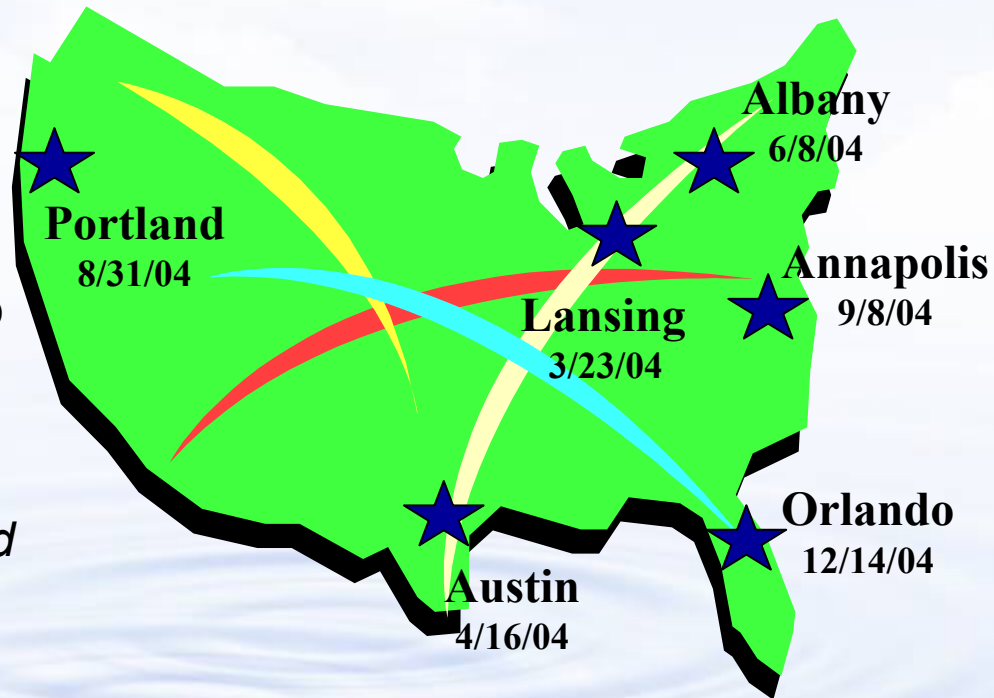 Albany
6/8/04
Portland
8/31/04
Annapolis
9/8/04
Lansing
3/23/04
Orlando
12/14/04
Austin
4/16/04